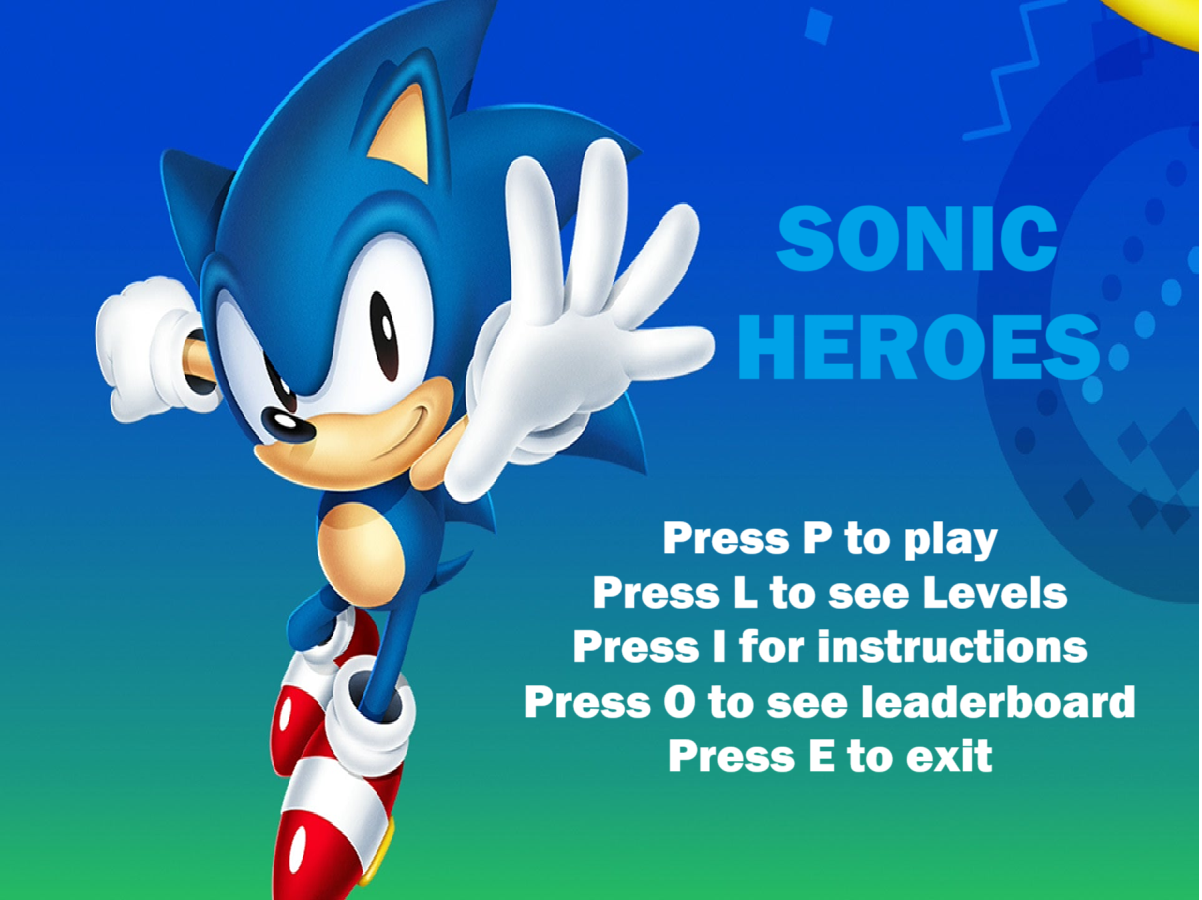 SONIC
HEROES
Press P to play
Press L to see Levels
Press I for instructions
Press O to see leaderboard
Press E to exit